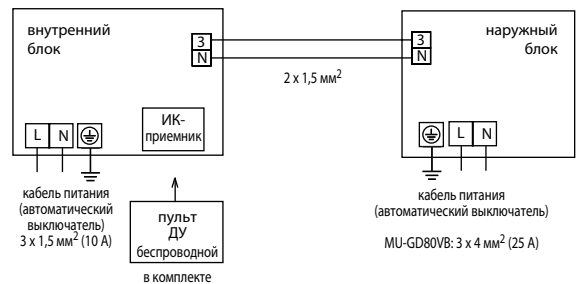 внутренний
блок
3
N
L
N
ИК-
приемник
2 x 1,5 мм²
наружный
блок
3
N
L
N
кабель питания
(автоматический
выключатель)
3 x 1,5 мм² (10 А)
пульт
ДУ
беспроводной
в комплекте
кабель питания
(автоматический выключатель)
MU-GD80VB: 3 x 4 мм² (25 А)